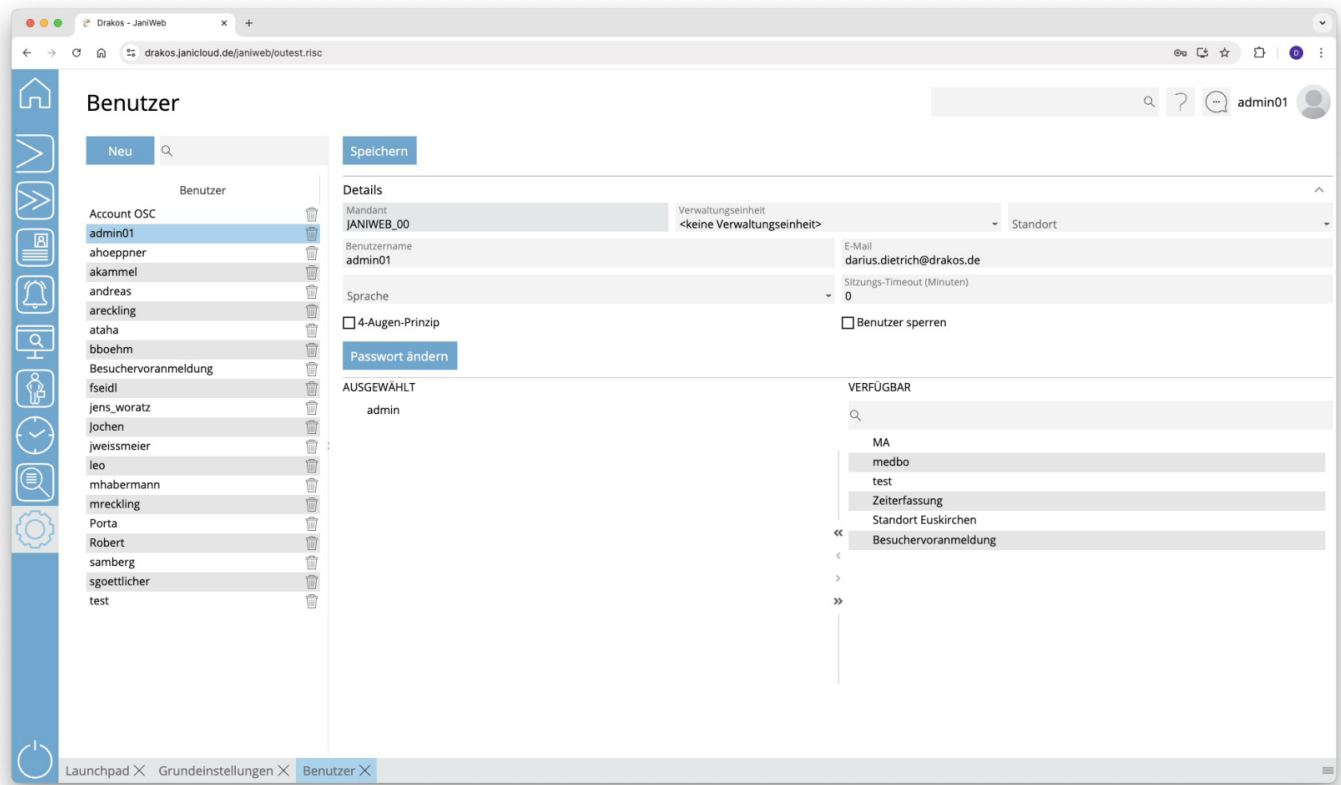 Drakos - JaniWeb
drakos.janicloud.de/janiweb/outest.risc
D
Benutzer
admin01
Neu
Speichern
Benutzer
Account OSC
admin01
ahoeppner
akammel
andreas
areckling
ataha
bboehm
Besuchervoranmeldung
fseidl
jens_woratz
Jochen
jweissmeier
leo
mhabermann
mreckling
Porta
Robert
samberg
sgoettlicher
test
Details
Mandant
JANIWEB_00
Verwaltungseinheit
<keine Verwaltungseinheit>
Standort
Benutzername
admin01
E-Mail
darius.dietrich@drakos.de
Sprache
Sitzungs-Timeout (Minuten)
0
4-Augen-Prinzip
Benutzer sperren
Passwort ändern
AUSGEWÄHLT
admin
VERFÜGBAR
MA
medbo
test
Zeiterfassung
Standort Euskirchen
Besuchervoranmeldung
Launchpad Grundeinstellungen Benutzer